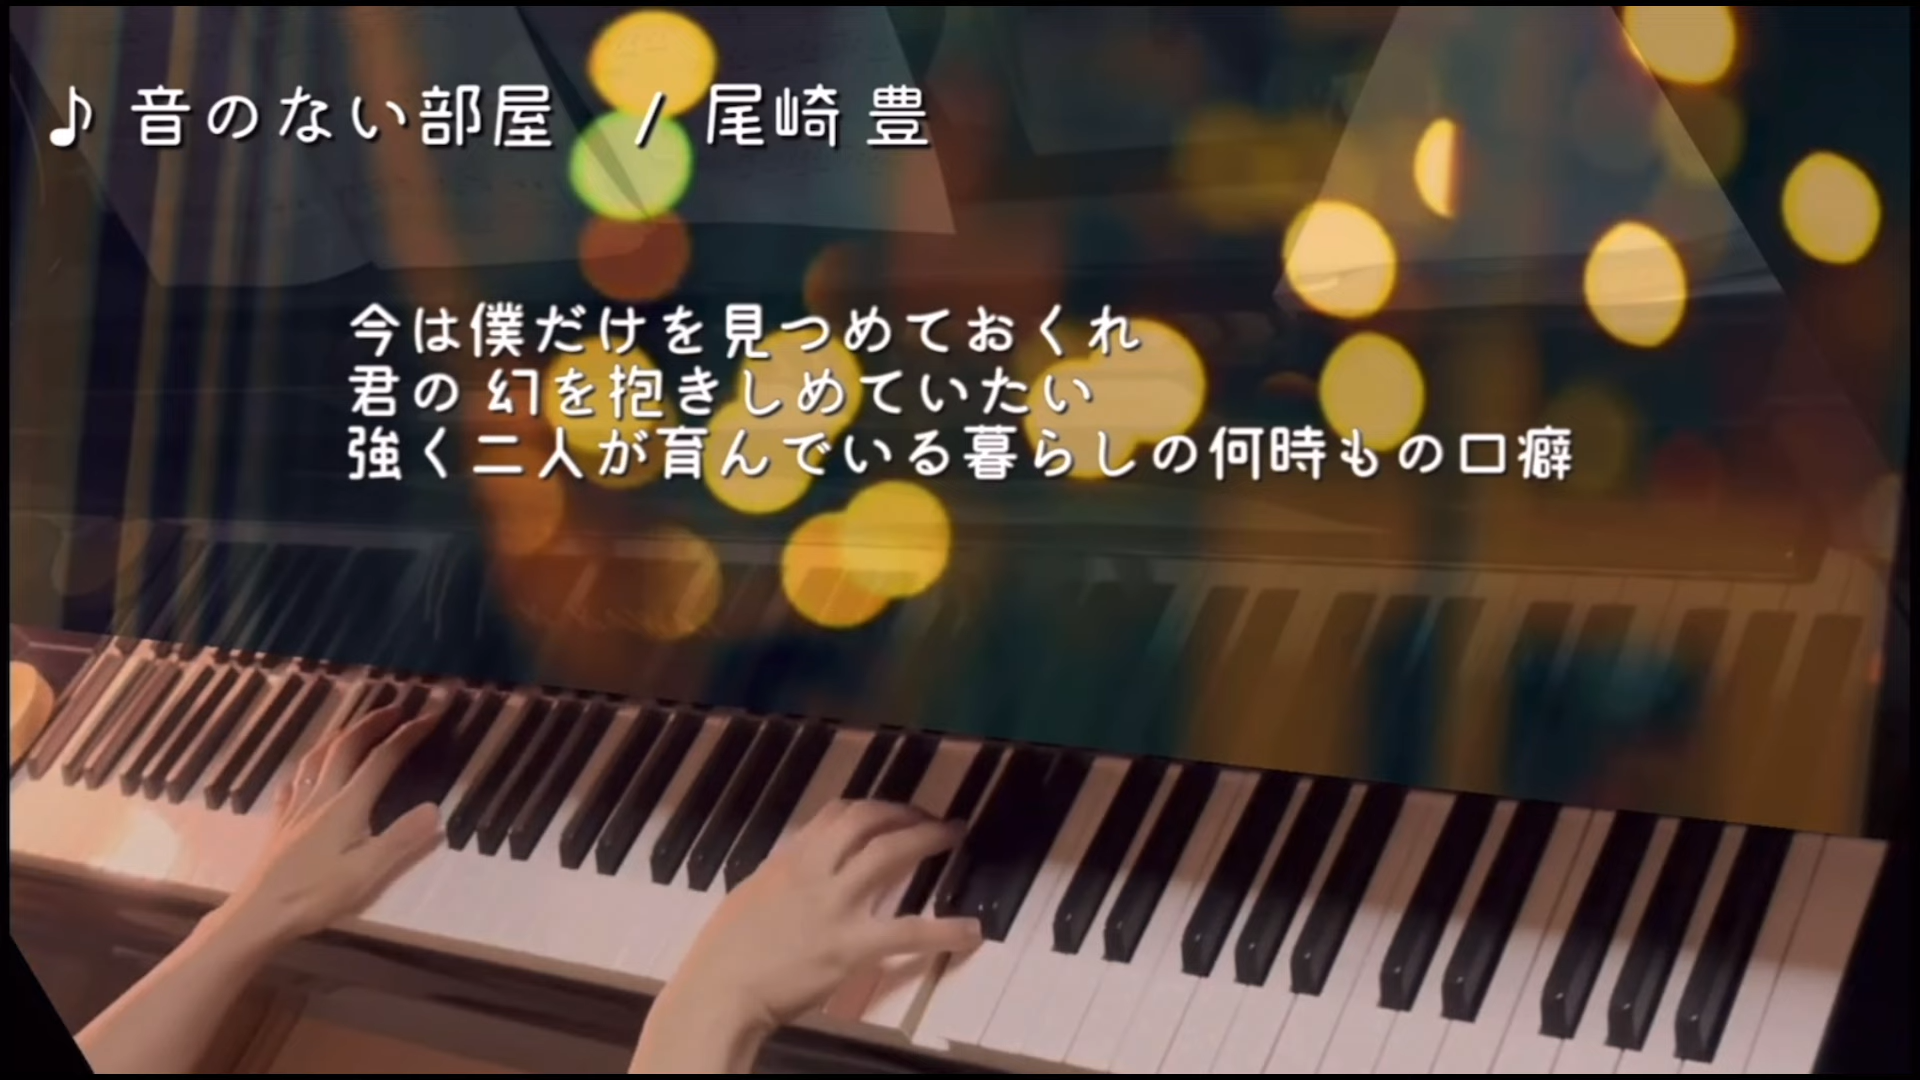 ♪ 音のない部屋 / 尾崎 豊
今は僕だけを見つめておくれ
君の 幻を抱きしめていたい
強く二人が育んでいる暮らしの何時もの口癖